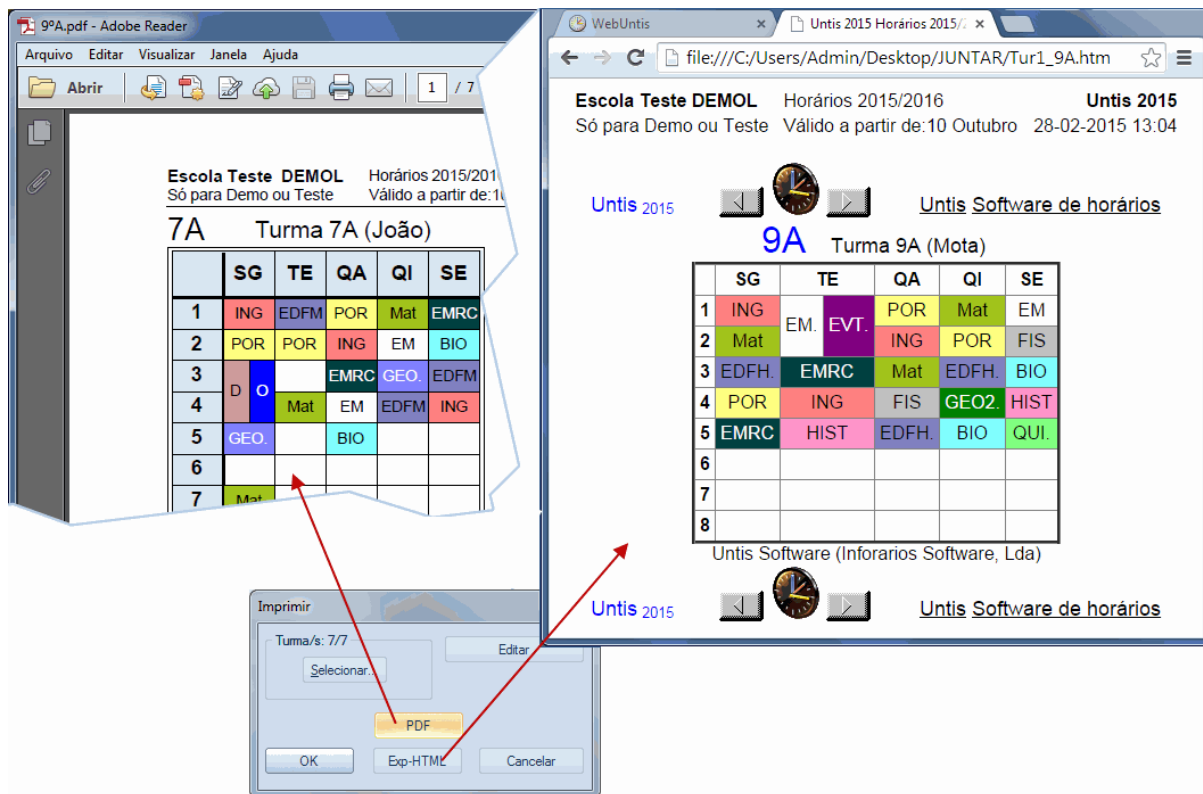 9ºA.pdf - Adobe Reader
Arquivo Editar Visualizar Janela Ajuda
Abrir 1 / 7
Escola Teste DEMOL Horários 2015/201
Só para Demo ou Teste Válido a partir de:1
7A Turma 7A (João)
SG TE QA QI SE
1 ING EDFM POR Mat EMRC
2 POR POR ING EM BIO
3 D O EMRC GEO. EDFM
4 Mat EM EDFM ING
5 GEO. BIO
6
7 Mat
WebUntis × Untis 2015 Horários 2015/2 ×
file:///C:/Users/Admin/Desktop/JUNTAR/Tur1_9A.htm
Escola Teste DEMOL Horários 2015/2016 Untis 2015
Só para Demo ou Teste Válido a partir de:10 Outubro 28-02-2015 13:04
Untis 2015 Untis Software de horários
9A Turma 9A (Mota)
SG TE QA QI SE
1 ING EM. EVT. POR Mat EM
2 Mat ING POR FIS
3 EDFH. EMRC Mat EDFH. BIO
4 POR ING FIS GEO2. HIST
5 EMRC HIST EDFH. BIO QUI.
6
7
8
Untis Software (Inforarios Software, Lda)
Untis 2015 Untis Software de horários
Imprimir
Turma/s: 7/7
Selecionar.. Editar
PDF
OK Exp-HTML Cancelar